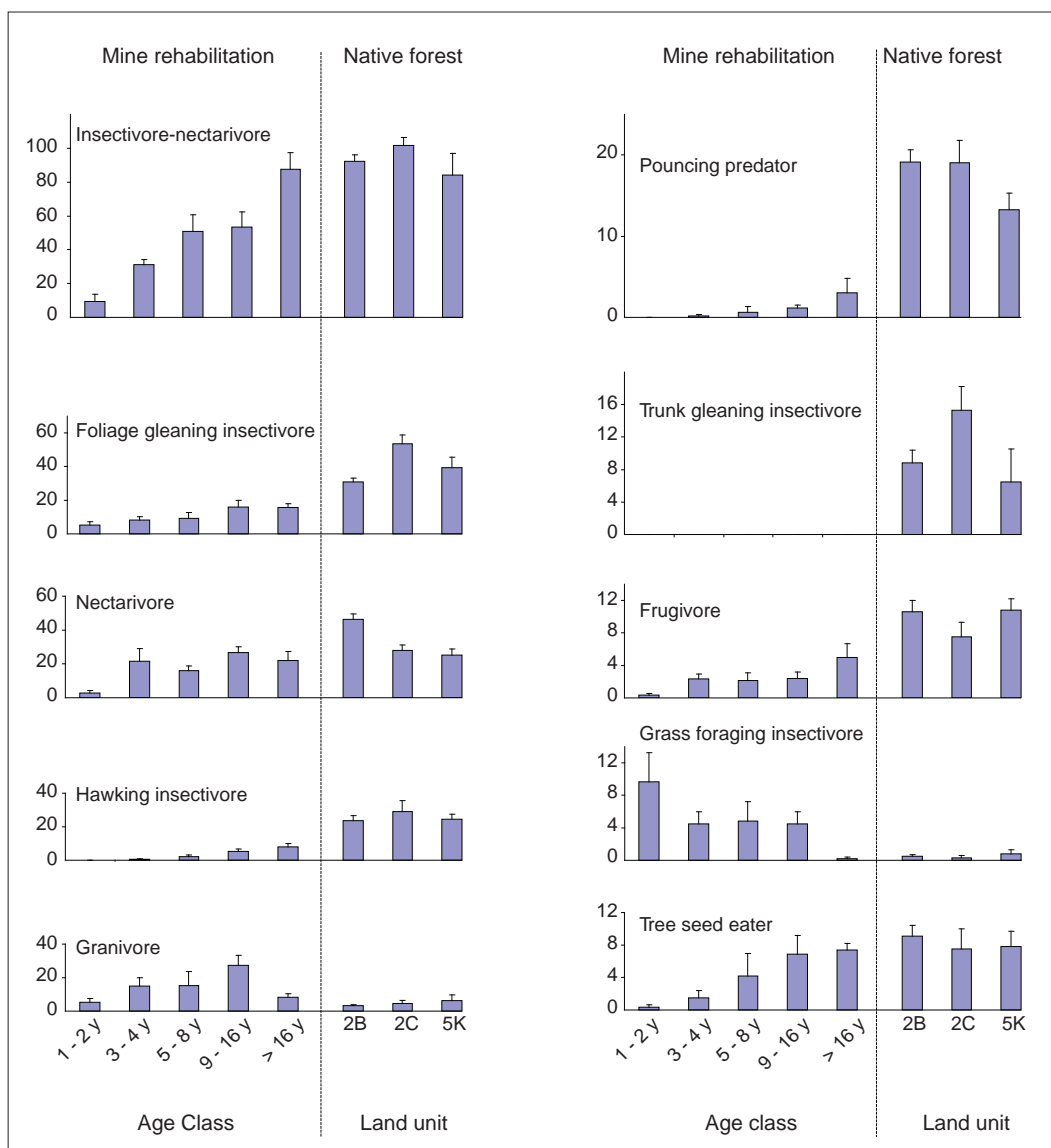 Mine rehabilitation Native forest
Insectivore-nectarivore
100
80
60
40
20
0
Foliage gleaning insectivore
60
40
20
0
Nectarivore
60
40
20
0
Hawking insectivore
40
20
0
Granivore
40
20
0
1 - 2 y 3 - 4 y 5 - 8 y 9 - 16 y > 16 y 2B 2C 5K
Age Class Land unit
Mine rehabilitation Native forest
Pouncing predator
20
10
0
Trunk gleaning insectivore
16
12
8
4
0
Frugivore
12
8
4
0
Grass foraging insectivore
12
8
4
0
Tree seed eater
12
8
4
0
1 - 2 y 3 - 4 y 5 - 8 y 9 - 16 y > 16 y 2B 2C 5K
Age class Land unit